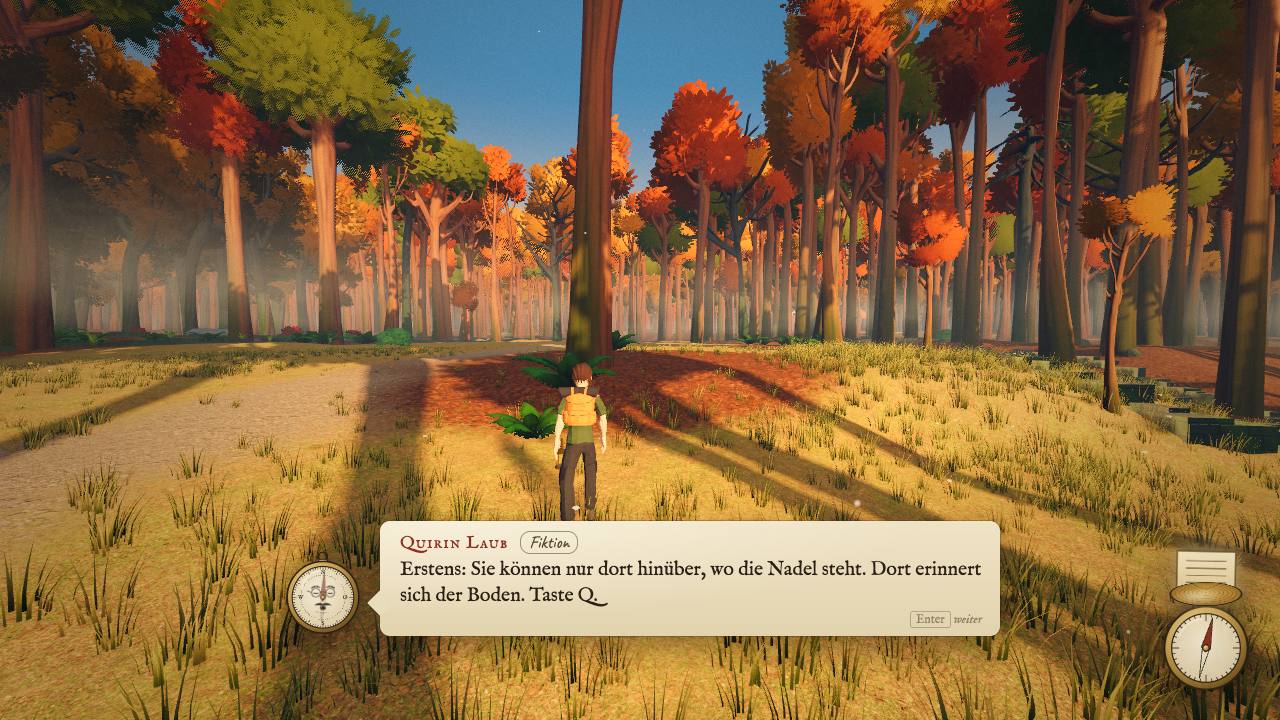 Quirin Laub Fiktion
Erstens: Sie können nur dort hinüber, wo die Nadel steht. Dort erinnert
sich der Boden. Taste Q.
Enter weiter